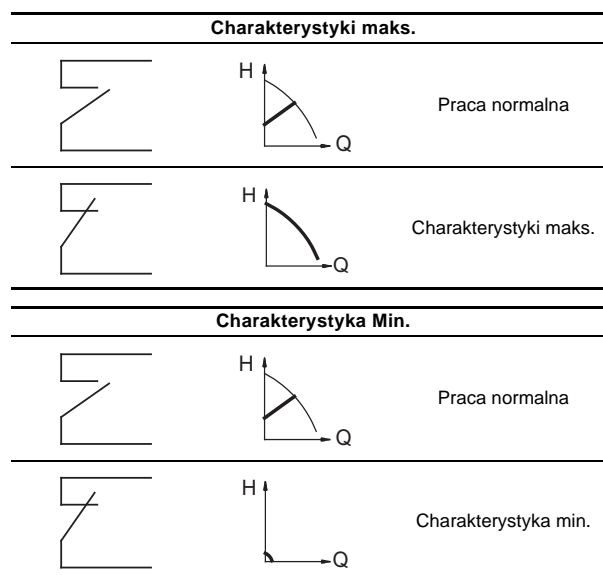 Charakterystyki maks.
H
Q
Praca normalna
H
Q
Charakterystyki maks.
Charakterystyka Min.
H
Q
Praca normalna
H
Q
Charakterystyka min.